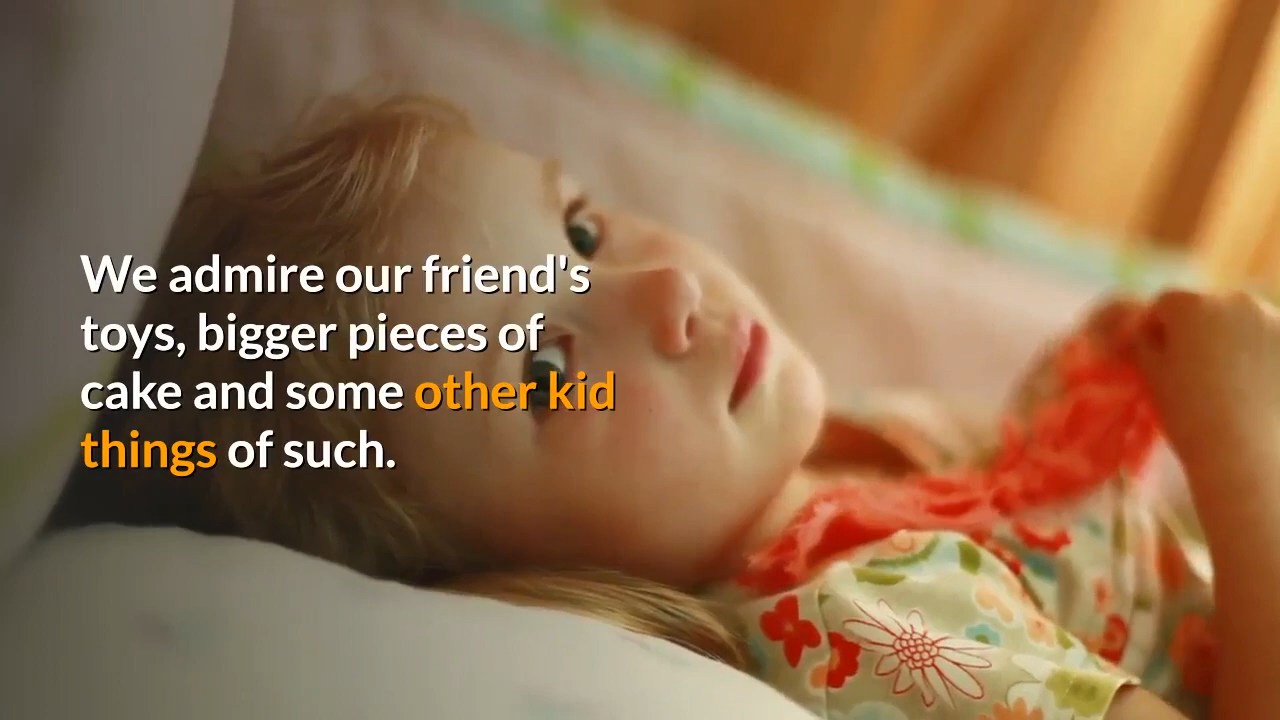 We admire our friend's
toys, bigger pieces of
cake and some other kid
things of such.